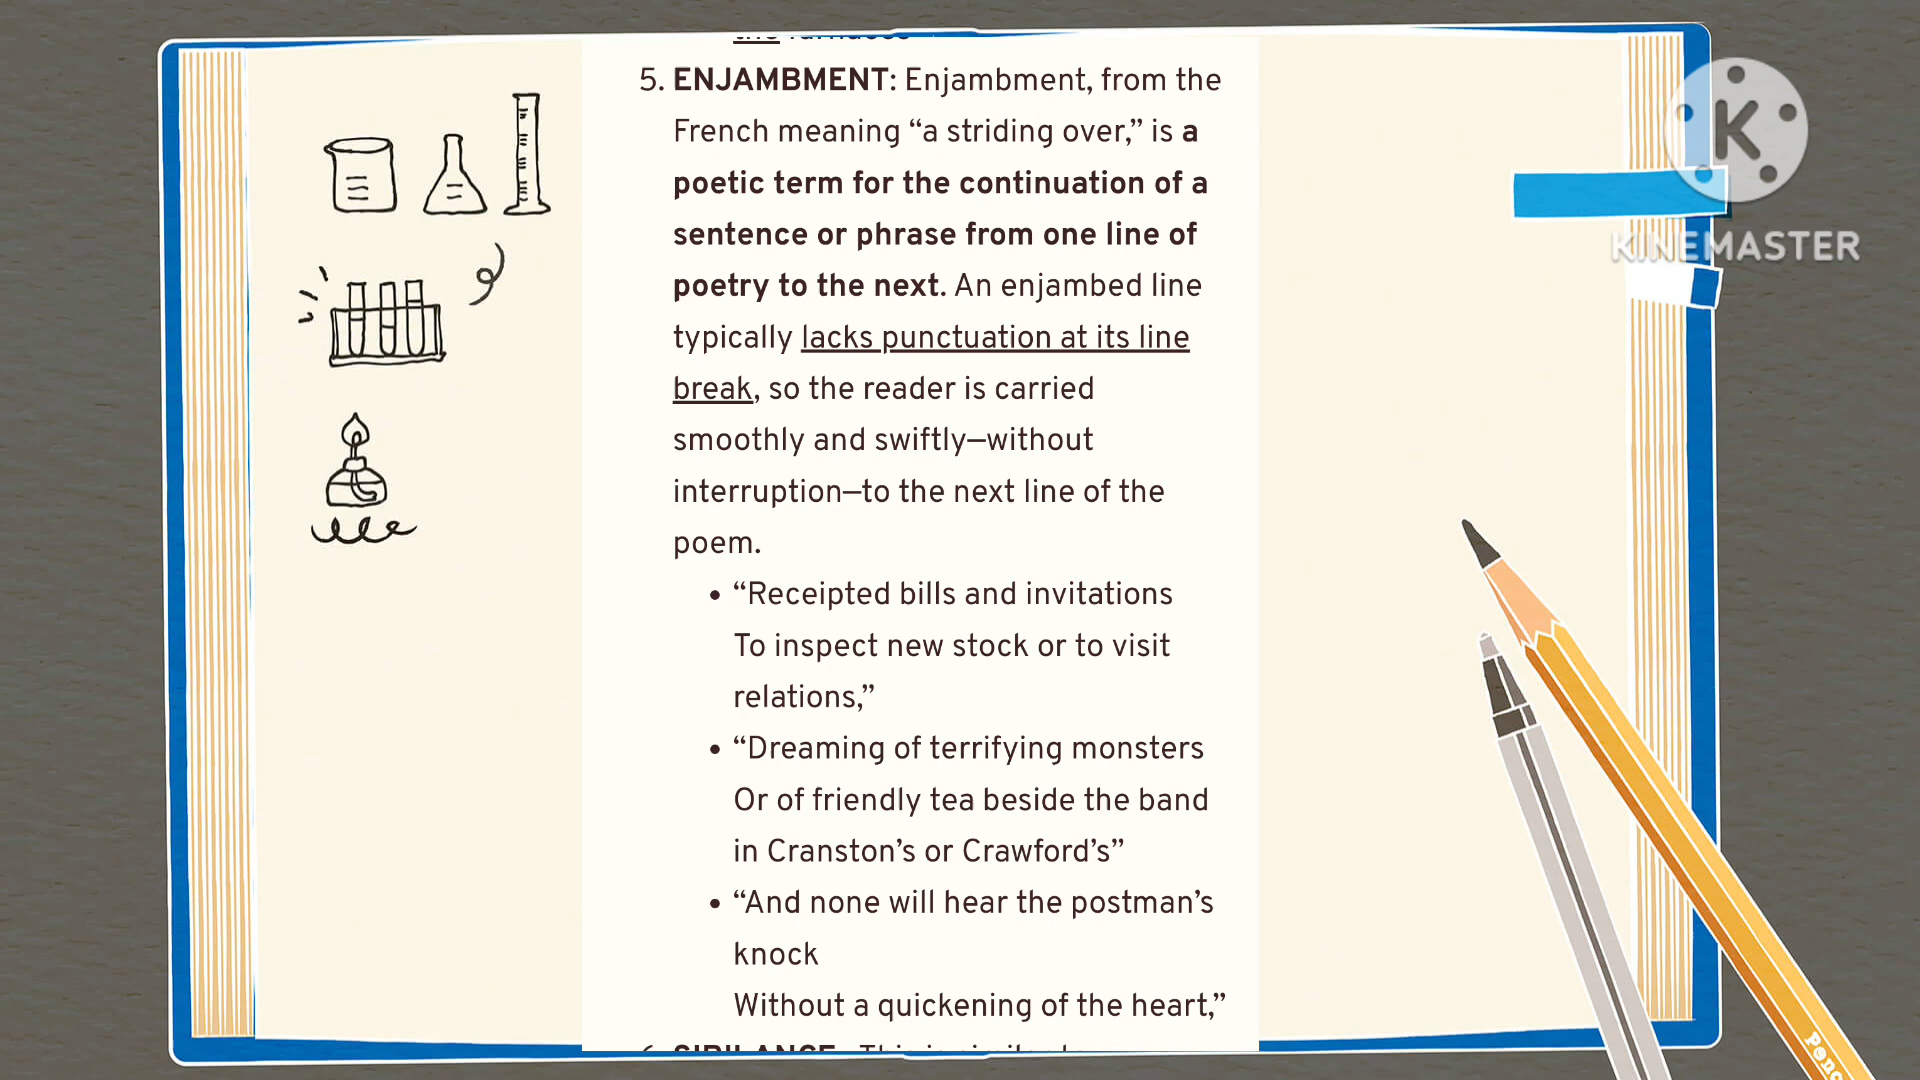 5. ENJAMBMENT: Enjambment, from the
French meaning “a striding over,” is a
poetic term for the continuation of a
sentence or phrase from one line of
poetry to the next. An enjambed line
typically lacks punctuation at its line
break, so the reader is carried
smoothly and swiftly—without
interruption—to the next line of the
poem.
• “Receipted bills and invitations
To inspect new stock or to visit
relations,”
• “Dreaming of terrifying monsters
Or of friendly tea beside the band
in Cranston’s or Crawford’s”
• “And none will hear the postman’s
knock
Without a quickening of the heart,”
K
KINEMASTER